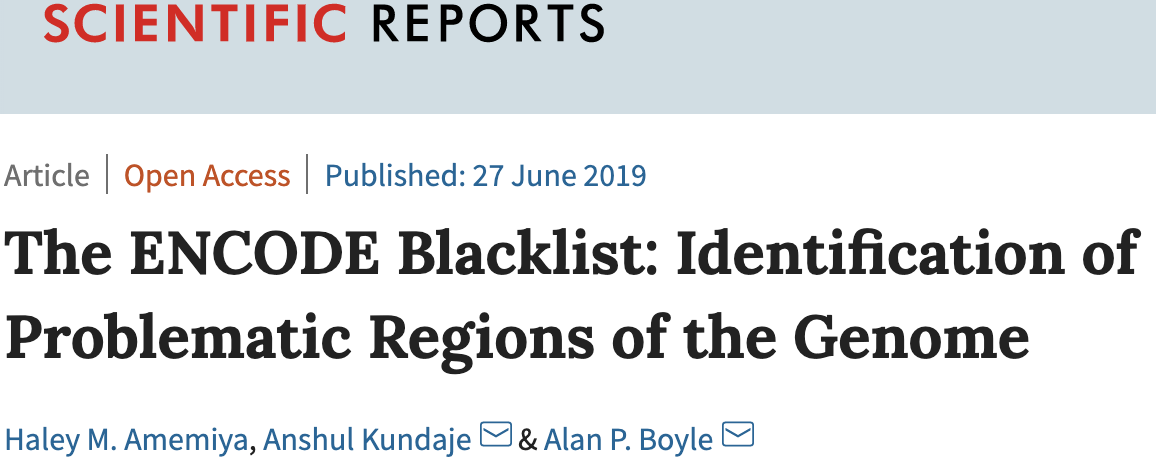 SCIENTIFIC REPORTS
Article | Open Access | Published: 27 June 2019
The ENCODE Blacklist: Identification of
Problematic Regions of the Genome
Haley M. Amemiya, Anshul Kundaje & Alan P. Boyle